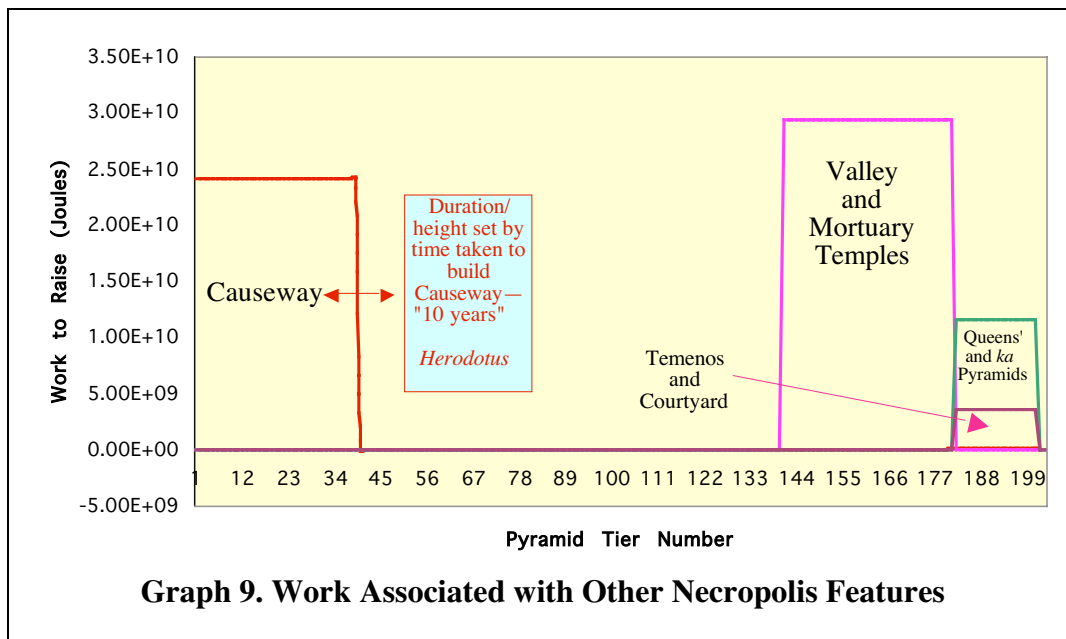 3.50E+10
3.00E+10
2.50E+10
2.00E+10
1.50E+10
1.00E+10
5.00E+09
0.00E+00
-5.00E+09
Work to Raise (Joules)
Causeway
Duration/
height set by
time taken to
build
Causeway—
"10 years"
Herodotus
Valley
and
Mortuary
Temples
Temenos
and
Courtyard
Queens'
and ka
Pyramids
1 12 23 34 45 56 67 78 89 100 111 122 133 144 155 166 177 188 199
Pyramid Tier Number
Graph 9. Work Associated with Other Necropolis Features